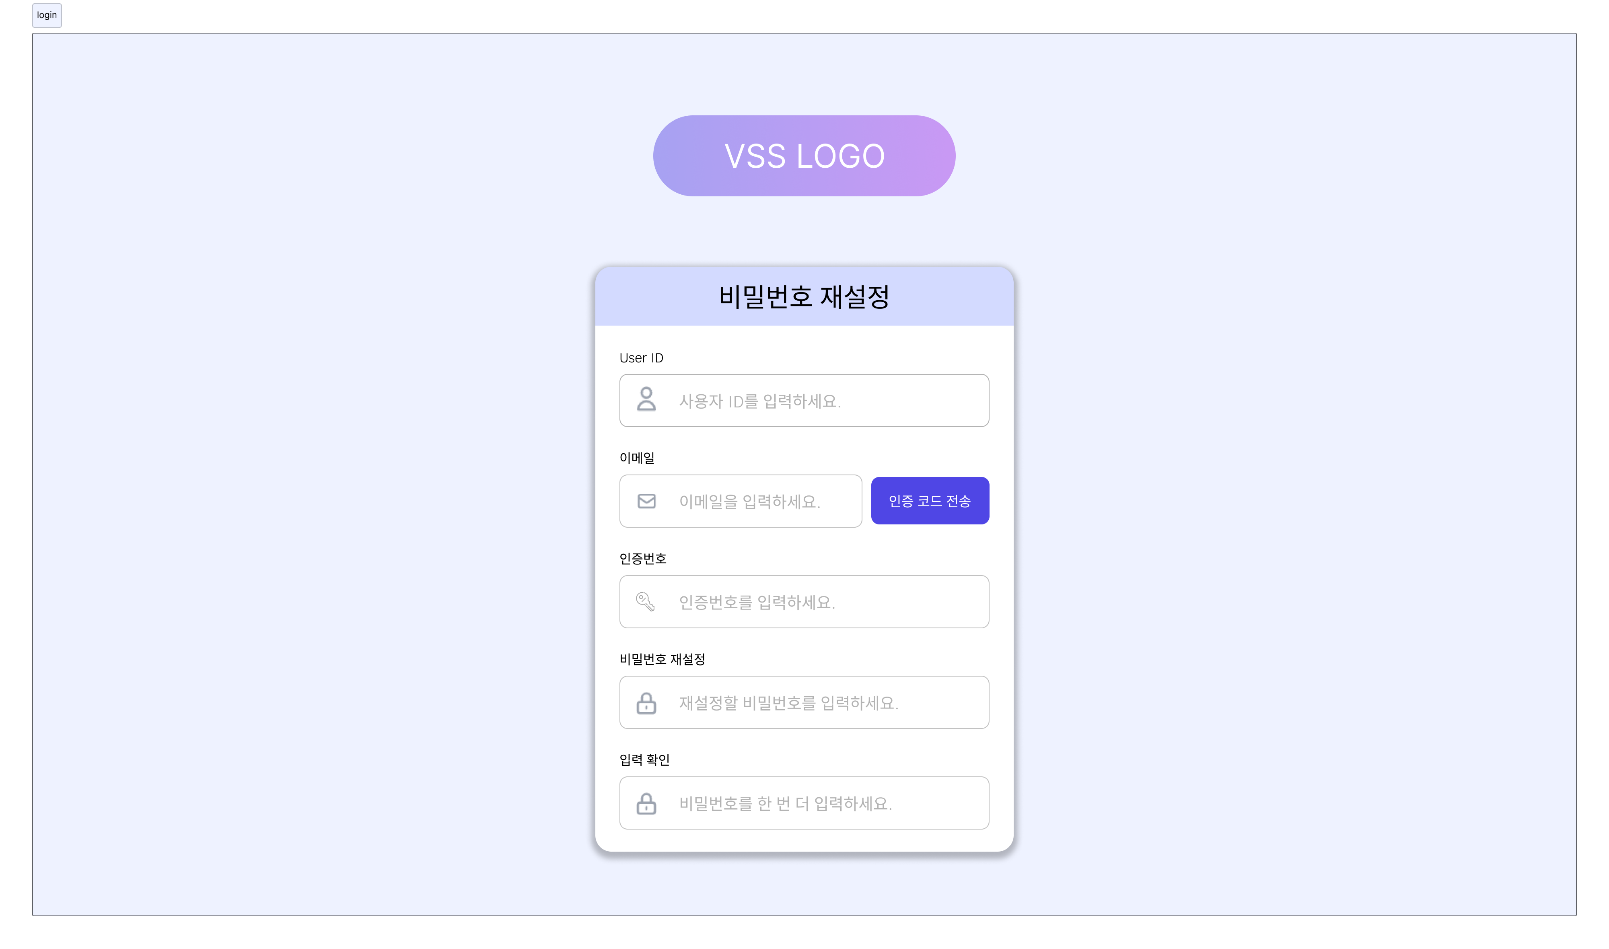 login
VSS LOGO
비밀번호 재설정
User ID
사용자 ID를 입력하세요.
이메일
이메일을 입력하세요.
인증 코드 전송
인증번호
인증번호를 입력하세요.
비밀번호 재설정
재설정할 비밀번호를 입력하세요.
입력 확인
비밀번호를 한 번 더 입력하세요.